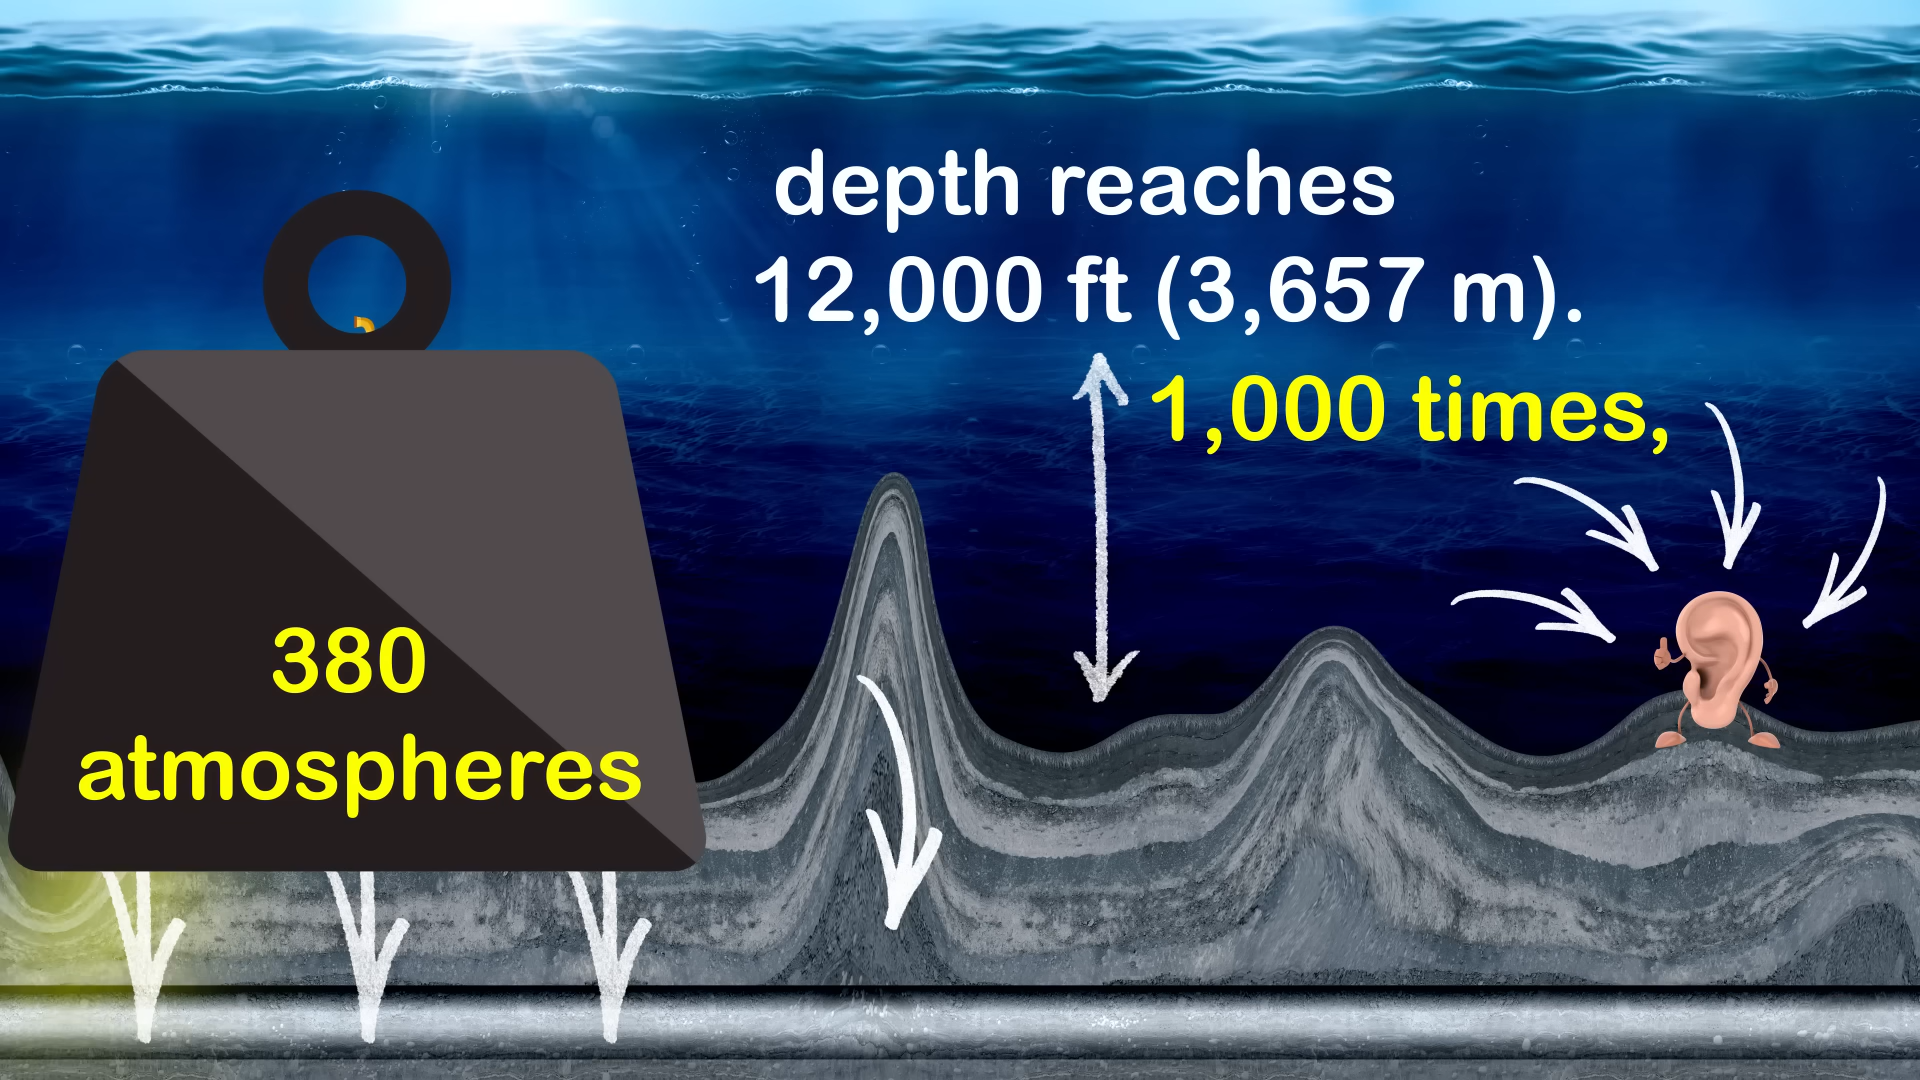 depth reaches
12,000 ft (3,657 m).
1,000 times,
380
atmospheres